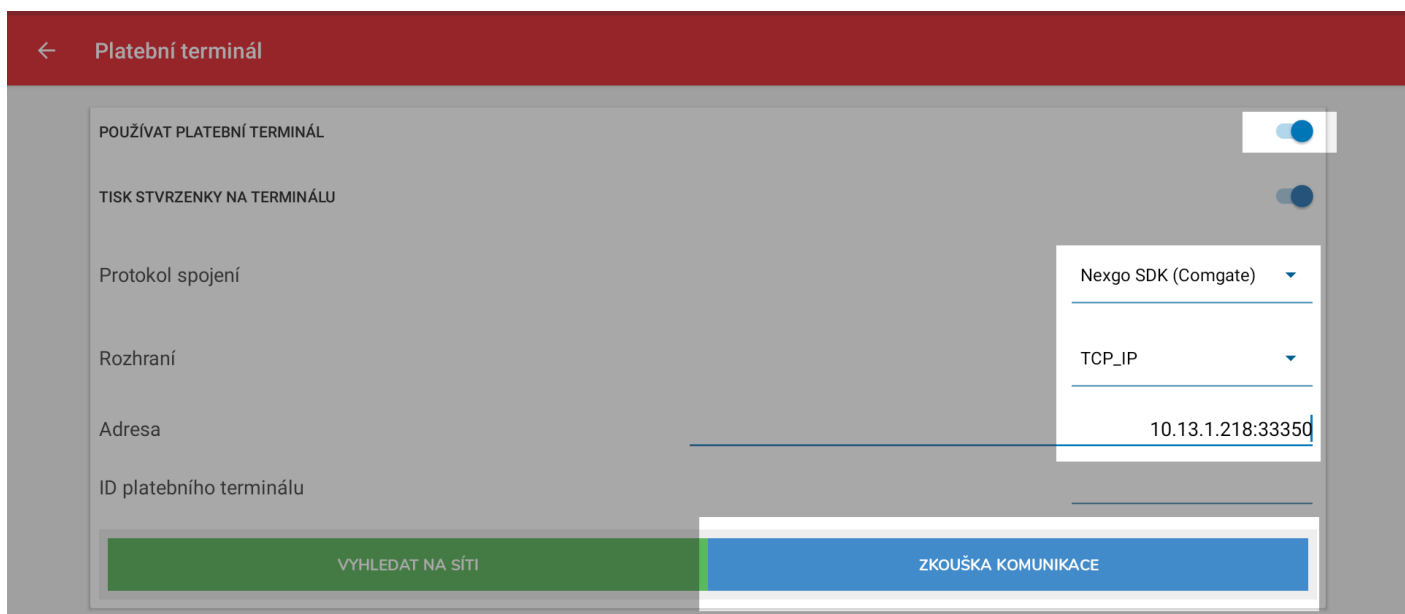 Platební terminál
POUŽÍVAT PLATEBNÍ TERMINÁL
TISK STVRZENKY NA TERMINÁLU
Protokol spojení Nexgo SDK (Comgate)
Rozhraní TCP_IP
Adresa 10.13.1.218:33350
ID platebního terminálu
VYHLEDAT NA SÍTI ZKOUŠKA KOMUNIKACE